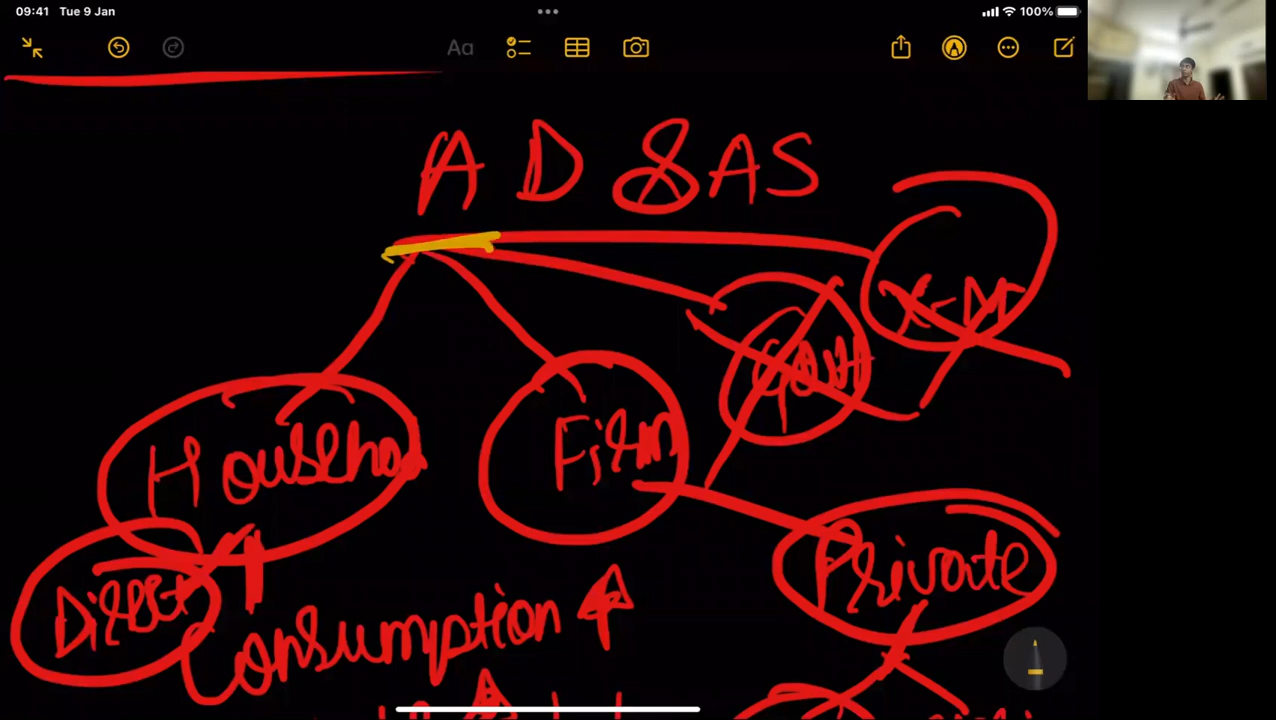 09:41 Tue 9 Jan
100%
Aa
AD & AS
X-M
Govt
Househo
Firm
Private
Direct
Consumption